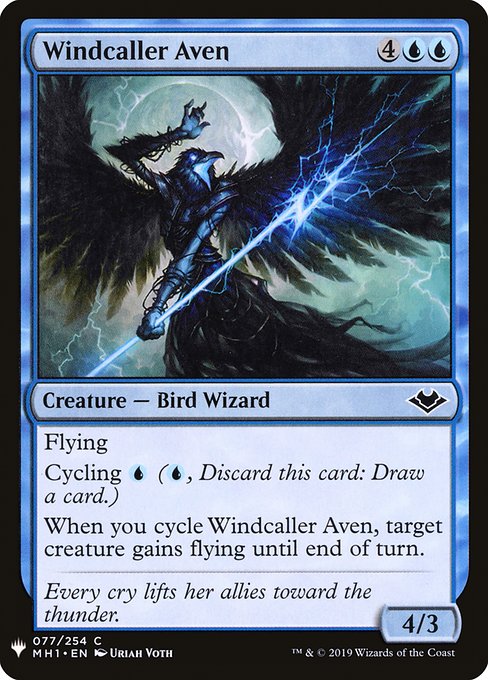 Windcaller Aven 4
Creature — Bird Wizard
Flying
Cycling (, Discard this card: Draw
a card.)
When you cycle Windcaller Aven, target
creature gains flying until end of turn.
Every cry lifts her allies toward the
thunder.
4/3
077/254 C
MH1 • EN Uriah Voth
™ & © 2019 Wizards of the Coast